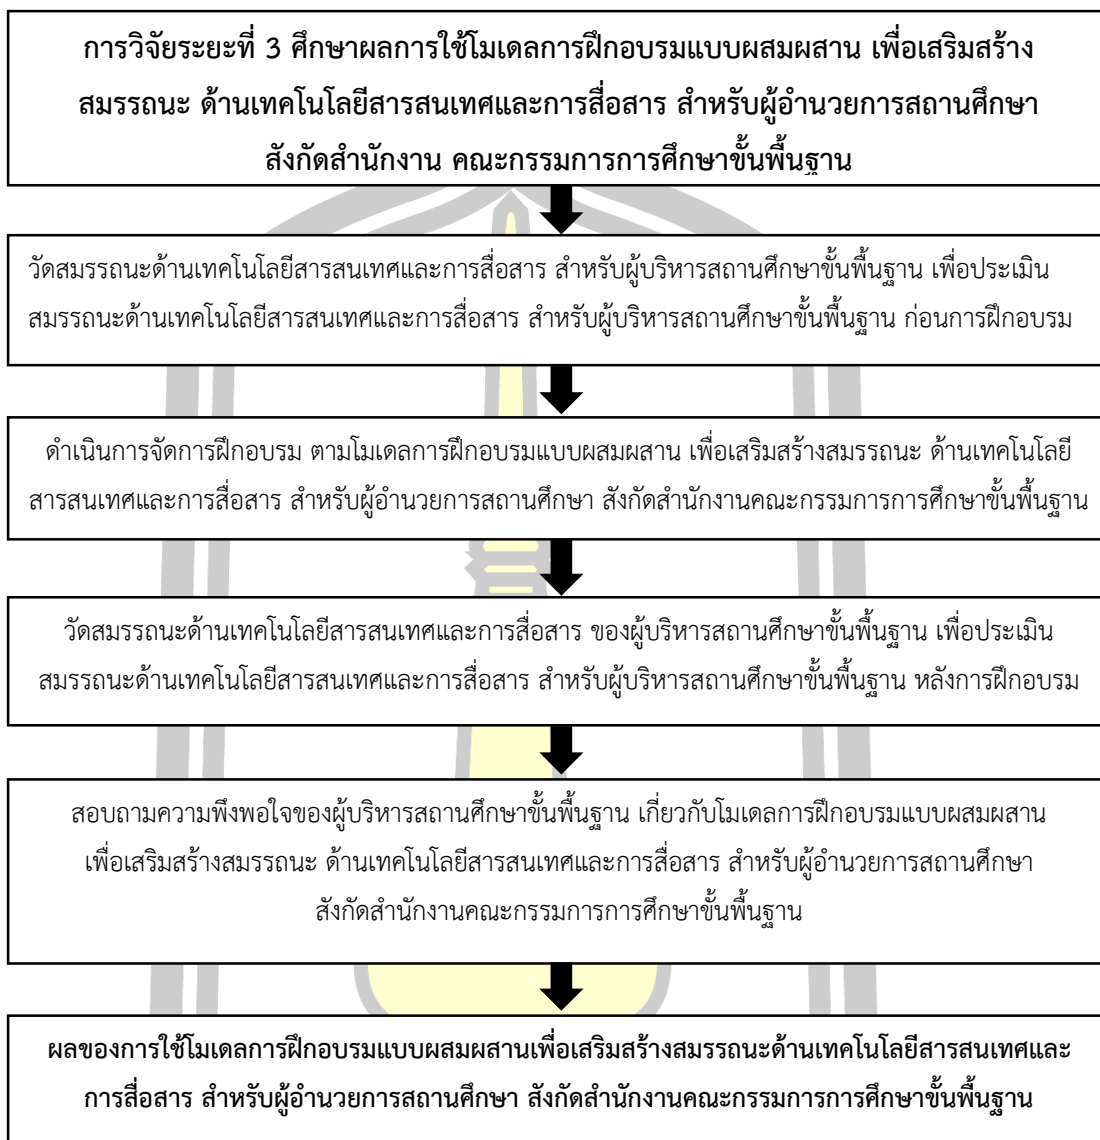 การวิจัยระยะที่ 3 ศึกษาผลการใช้โมเดลการฝึกอบรมแบบผสมผสาน เพื่อเสริมสร้าง
สมรรถนะ ด้านเทคโนโลยีสารสนเทศและการสื่อสาร สำหรับผู้อำนวยการสถานศึกษา
สังกัดสำนักงาน คณะกรรมการการศึกษาขั้นพื้นฐาน
วัดสมรรถนะด้านเทคโนโลยีสารสนเทศและการสื่อสาร สำหรับผู้บริหารสถานศึกษาขั้นพื้นฐาน เพื่อประเมิน
สมรรถนะด้านเทคโนโลยีสารสนเทศและการสื่อสาร สำหรับผู้บริหารสถานศึกษาขั้นพื้นฐาน ก่อนการฝึกอบรม
ดำเนินการจัดการฝึกอบรม ตามโมเดลการฝึกอบรมแบบผสมผสาน เพื่อเสริมสร้างสมรรถนะ ด้านเทคโนโลยี
สารสนเทศและการสื่อสาร สำหรับผู้อำนวยการสถานศึกษา สังกัดสำนักงานคณะกรรมการการศึกษาขั้นพื้นฐาน
วัดสมรรถนะด้านเทคโนโลยีสารสนเทศและการสื่อสาร ของผู้บริหารสถานศึกษาขั้นพื้นฐาน เพื่อประเมิน
สมรรถนะด้านเทคโนโลยีสารสนเทศและการสื่อสาร สำหรับผู้บริหารสถานศึกษาขั้นพื้นฐาน หลังการฝึกอบรม
สอบถามความพึงพอใจของผู้บริหารสถานศึกษาขั้นพื้นฐาน เกี่ยวกับโมเดลการฝึกอบรมแบบผสมผสาน
เพื่อเสริมสร้างสมรรถนะ ด้านเทคโนโลยีสารสนเทศและการสื่อสาร สำหรับผู้อำนวยการสถานศึกษา
สังกัดสำนักงานคณะกรรมการการศึกษาขั้นพื้นฐาน
ผลของการใช้โมเดลการฝึกอบรมแบบผสมผสานเพื่อเสริมสร้างสมรรถนะด้านเทคโนโลยีสารสนเทศและ
การสื่อสาร สำหรับผู้อำนวยการสถานศึกษา สังกัดสำนักงานคณะกรรมการการศึกษาขั้นพื้นฐาน